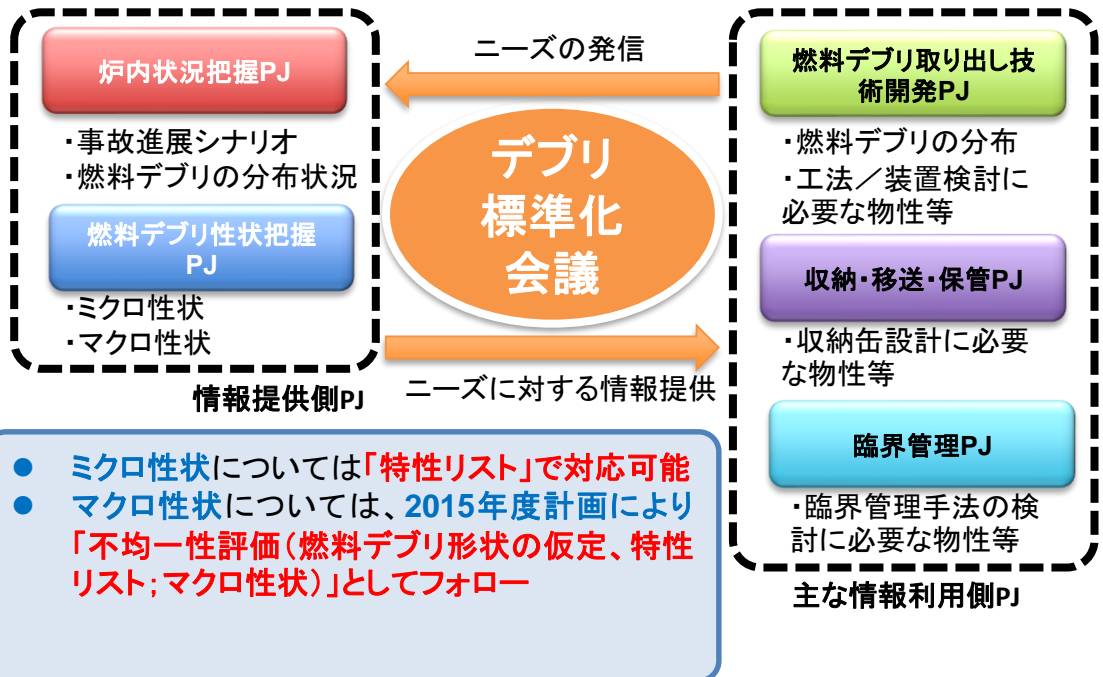 炉内状況把握PJ
・事故進展シナリオ
・燃料デブリの分布状況
燃料デブリ性状把握
PJ
・ミクロ性状
・マクロ性状
情報提供側PJ
ニーズの発信
デブリ
標準化
会議
ニーズに対する情報提供
燃料デブリ取り出し技
術開発PJ
・燃料デブリの分布
・工法／装置検討に
必要な物性等
収納・移送・保管PJ
・収納缶設計に必要
な物性等
臨界管理PJ
・臨界管理手法の検
討に必要な物性等
主な情報利用側PJ
● ミクロ性状については「特性リスト」で対応可能
● マクロ性状については、2015年度計画により
「不均一性評価（燃料デブリ形状の仮定、特性
リスト；マクロ性状）」としてフォロー